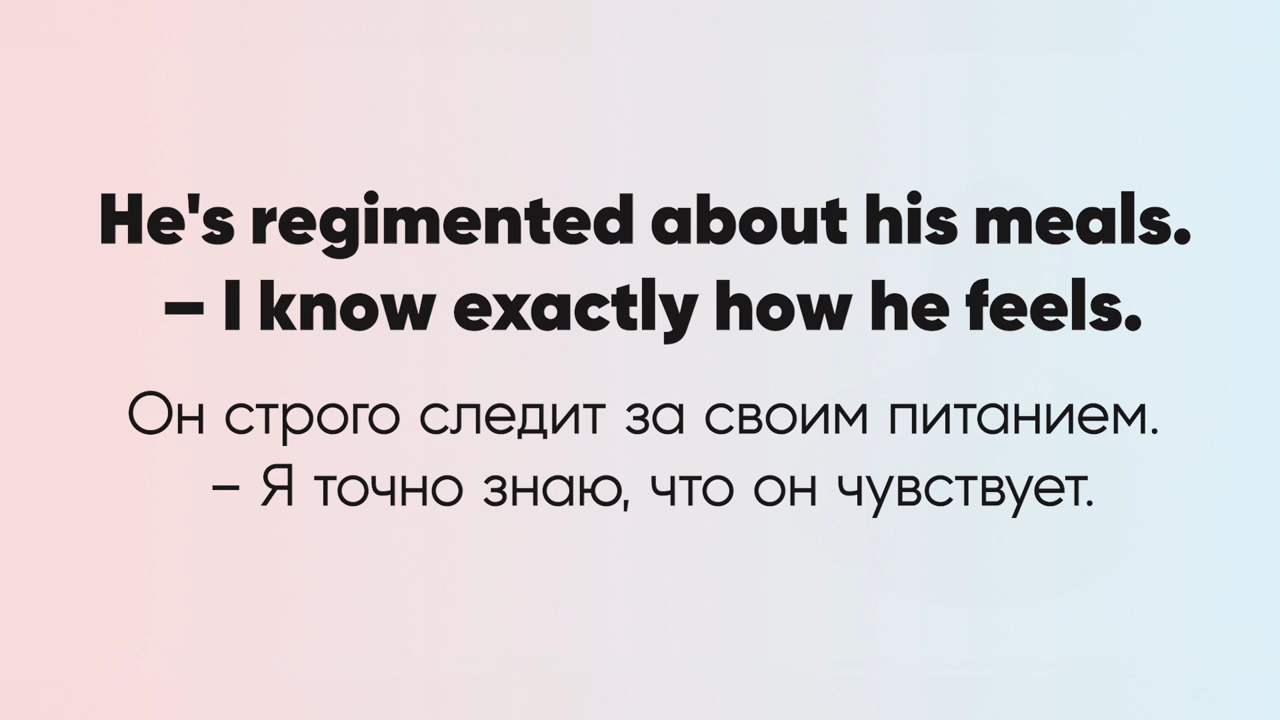 He's regimented about his meals.
– I know exactly how he feels.
Он строго следит за своим питанием.
– Я точно знаю, что он чувствует.